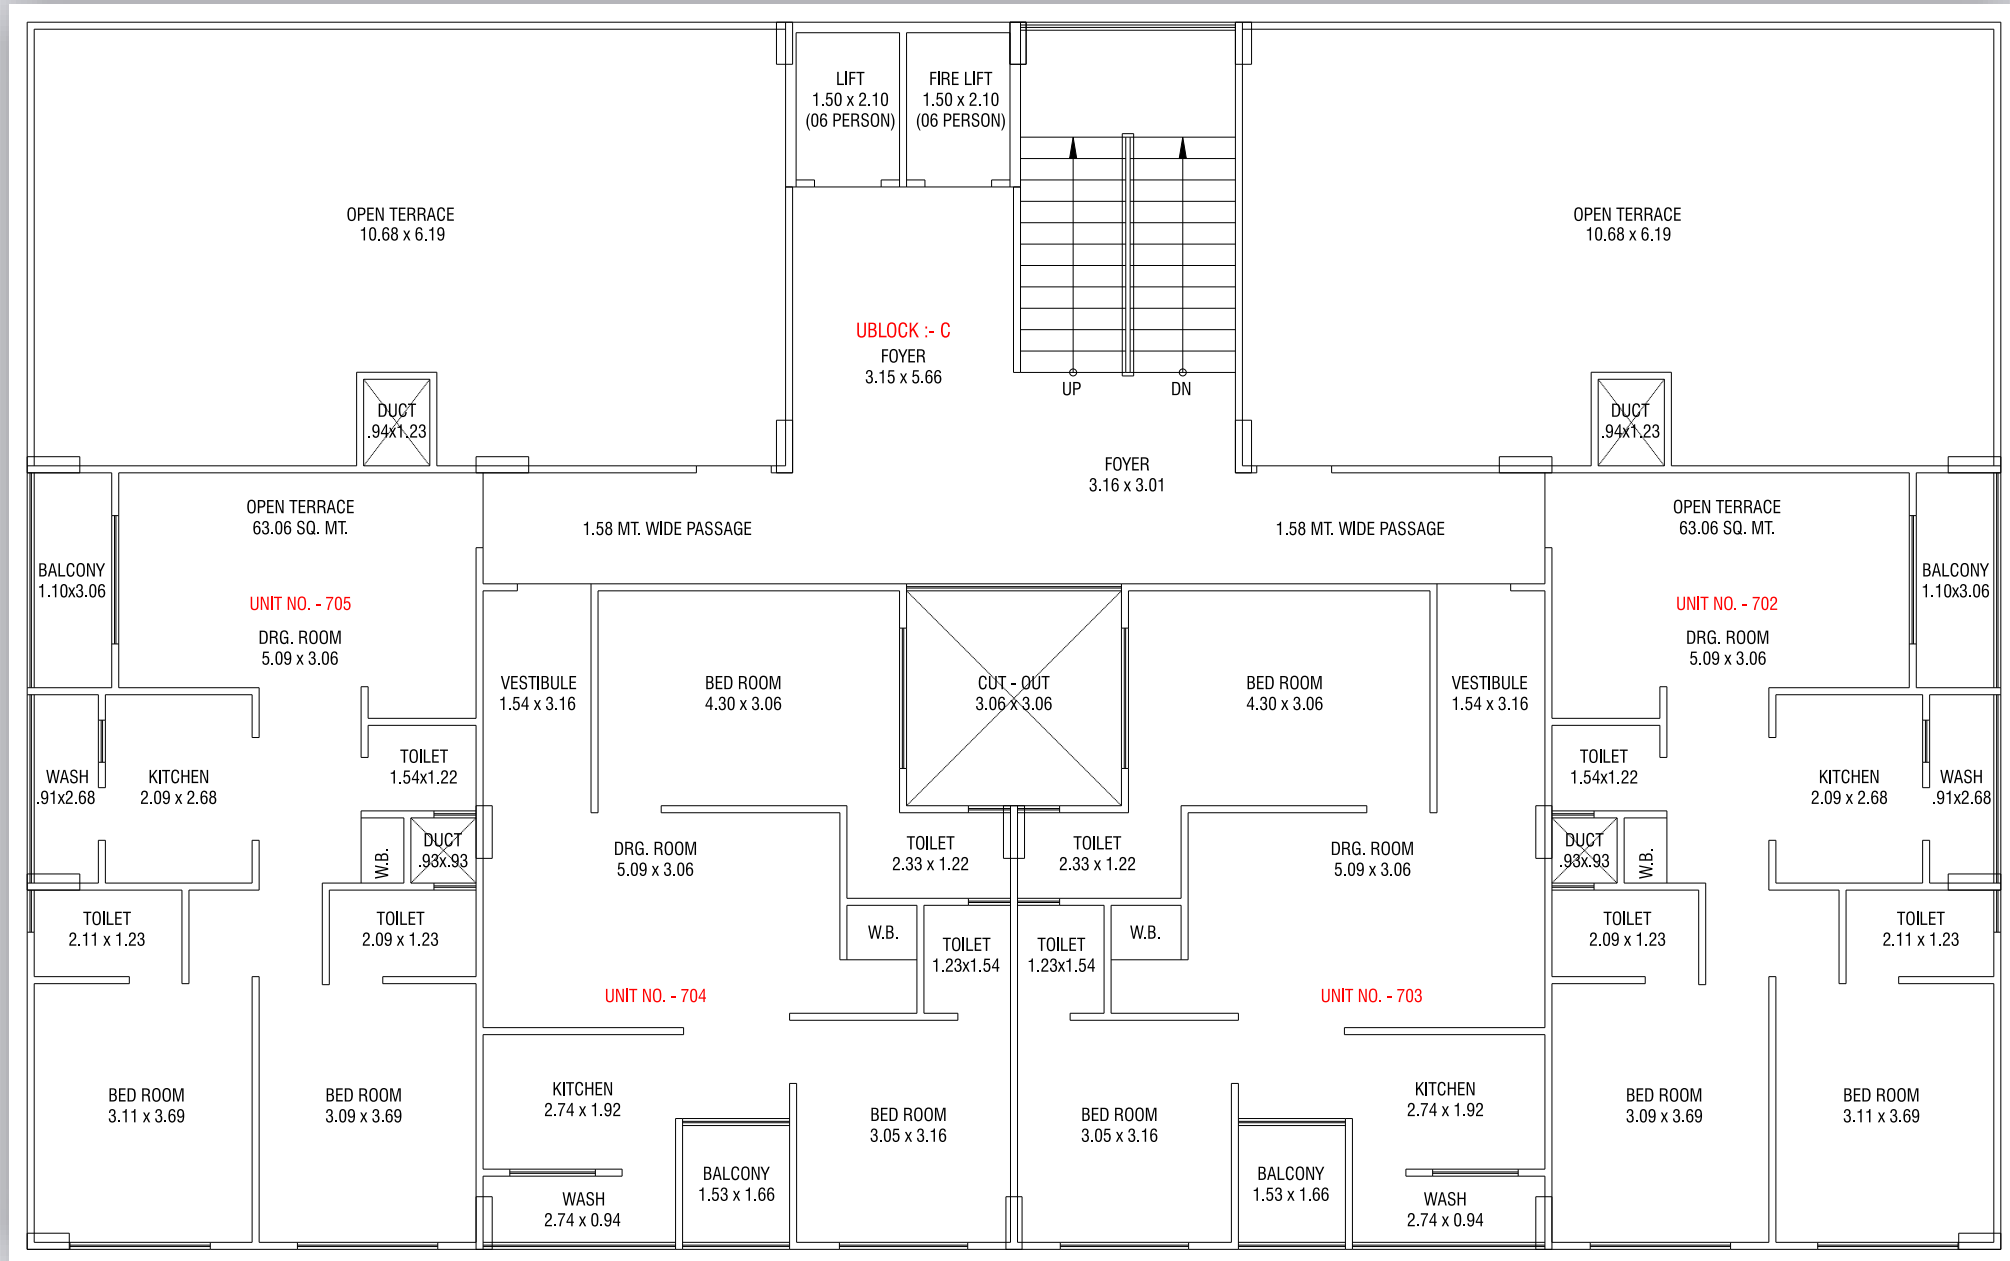 LIFT
1.50 x 2.10
(06 PERSON)
FIRE LIFT
1.50 x 2.10
(06 PERSON)
OPEN TERRACE
10.68 x 6.19
OPEN TERRACE
10.68 x 6.19
UBLOCK :- C
FOYER
3.15 x 5.66
UP
DN
DUCT
.94x1.23
DUCT
.94x1.23
FOYER
3.16 x 3.01
OPEN TERRACE
63.06 SQ. MT.
1.58 MT. WIDE PASSAGE
1.58 MT. WIDE PASSAGE
OPEN TERRACE
63.06 SQ. MT.
BALCONY
1.10x3.06
UNIT NO. - 705
DRG. ROOM
5.09 x 3.06
UNIT NO. - 702
DRG. ROOM
5.09 x 3.06
BALCONY
1.10x3.06
VESTIBULE
1.54 x 3.16
BED ROOM
4.30 x 3.06
CUT - OUT
3.06 x 3.06
BED ROOM
4.30 x 3.06
VESTIBULE
1.54 x 3.16
WASH
.91x2.68
KITCHEN
2.09 x 2.68
TOILET
1.54x1.22
TOILET
1.54x1.22
KITCHEN
2.09 x 2.68
WASH
.91x2.68
W.B.
DUCT
.93x.93
DRG. ROOM
5.09 x 3.06
TOILET
2.33 x 1.22
TOILET
2.33 x 1.22
DRG. ROOM
5.09 x 3.06
DUCT
.93x.93
W.B.
TOILET
2.11 x 1.23
TOILET
2.09 x 1.23
W.B.
TOILET
1.23x1.54
TOILET
1.23x1.54
W.B.
TOILET
2.09 x 1.23
TOILET
2.11 x 1.23
UNIT NO. - 704
UNIT NO. - 703
BED ROOM
3.11 x 3.69
BED ROOM
3.09 x 3.69
KITCHEN
2.74 x 1.92
BED ROOM
3.05 x 3.16
BED ROOM
3.05 x 3.16
KITCHEN
2.74 x 1.92
BED ROOM
3.09 x 3.69
BED ROOM
3.11 x 3.69
WASH
2.74 x 0.94
BALCONY
1.53 x 1.66
BALCONY
1.53 x 1.66
WASH
2.74 x 0.94